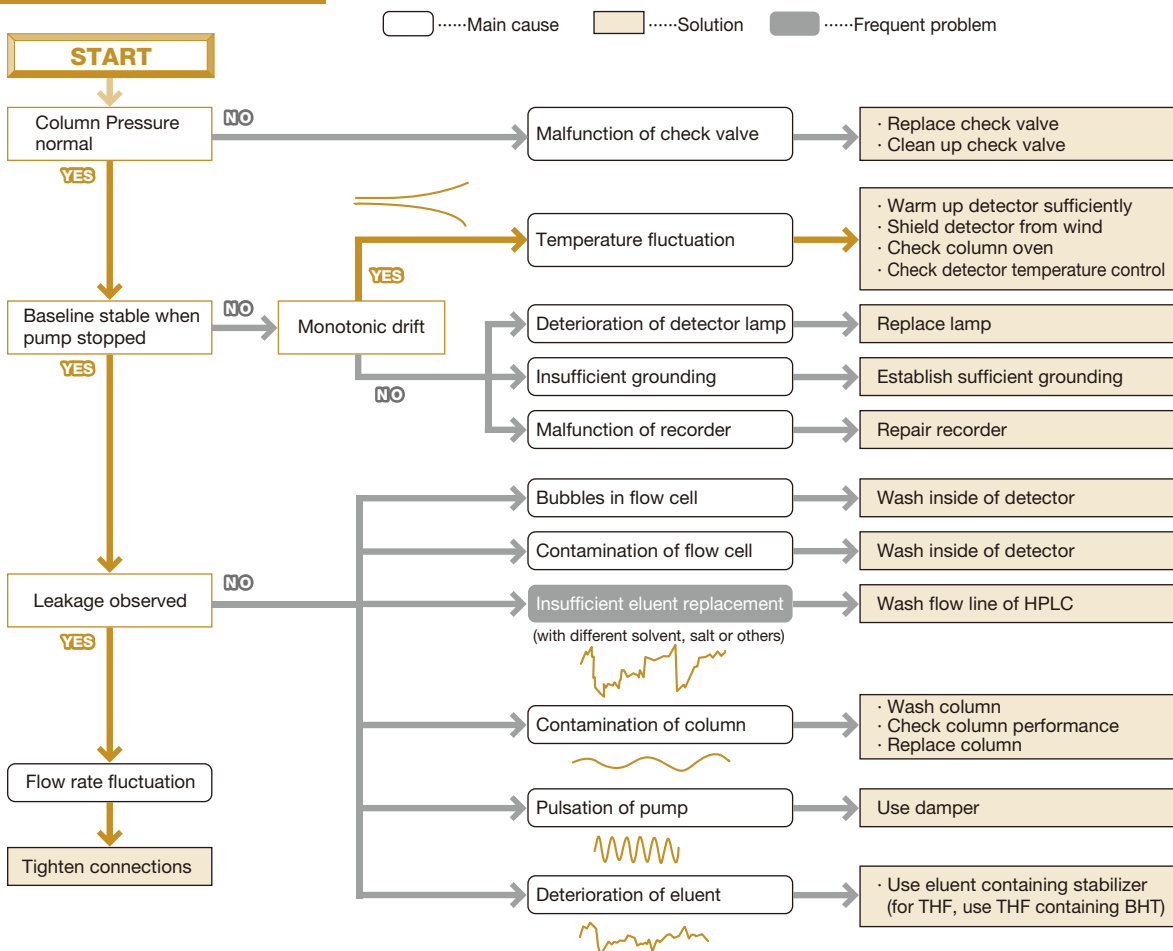 ······Main cause
······Solution
······Frequent problem
START
Column Pressure
normal
NO
Malfunction of check valve
· Replace check valve
· Clean up check valve
YES
Temperature fluctuation
· Warm up detector sufficiently
· Shield detector from wind
· Check column oven
· Check detector temperature control
YES
Baseline stable when
pump stopped
NO
Monotonic drift
Deterioration of detector lamp
Replace lamp
YES
NO
Insufficient grounding
Establish sufficient grounding
Malfunction of recorder
Repair recorder
Bubbles in flow cell
Wash inside of detector
Contamination of flow cell
Wash inside of detector
Leakage observed
NO
Insufficient eluent replacement
(with different solvent, salt or others)
Wash flow line of HPLC
YES
Contamination of column
· Wash column
· Check column performance
· Replace column
Flow rate fluctuation
Pulsation of pump
Use damper
Tighten connections
Deterioration of eluent
· Use eluent containing stabilizer
(for THF, use THF containing BHT)